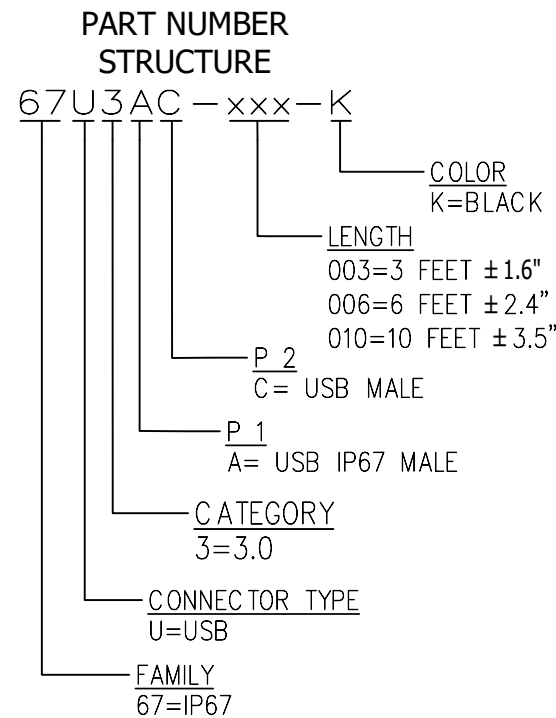 PART NUMBER
STRUCTURE
67U3AC-xxx-K
COLOR
K=BLACK
LENGTH
003=3 FEET ±1.6"
006=6 FEET ±2.4”
010=10 FEET ±3.5”
P 2
C= USB MALE
P 1
A= USB IP67 MALE
CATEGORY
3=3.0
CONNECTOR TYPE
U=USB
FAMILY
67=IP67